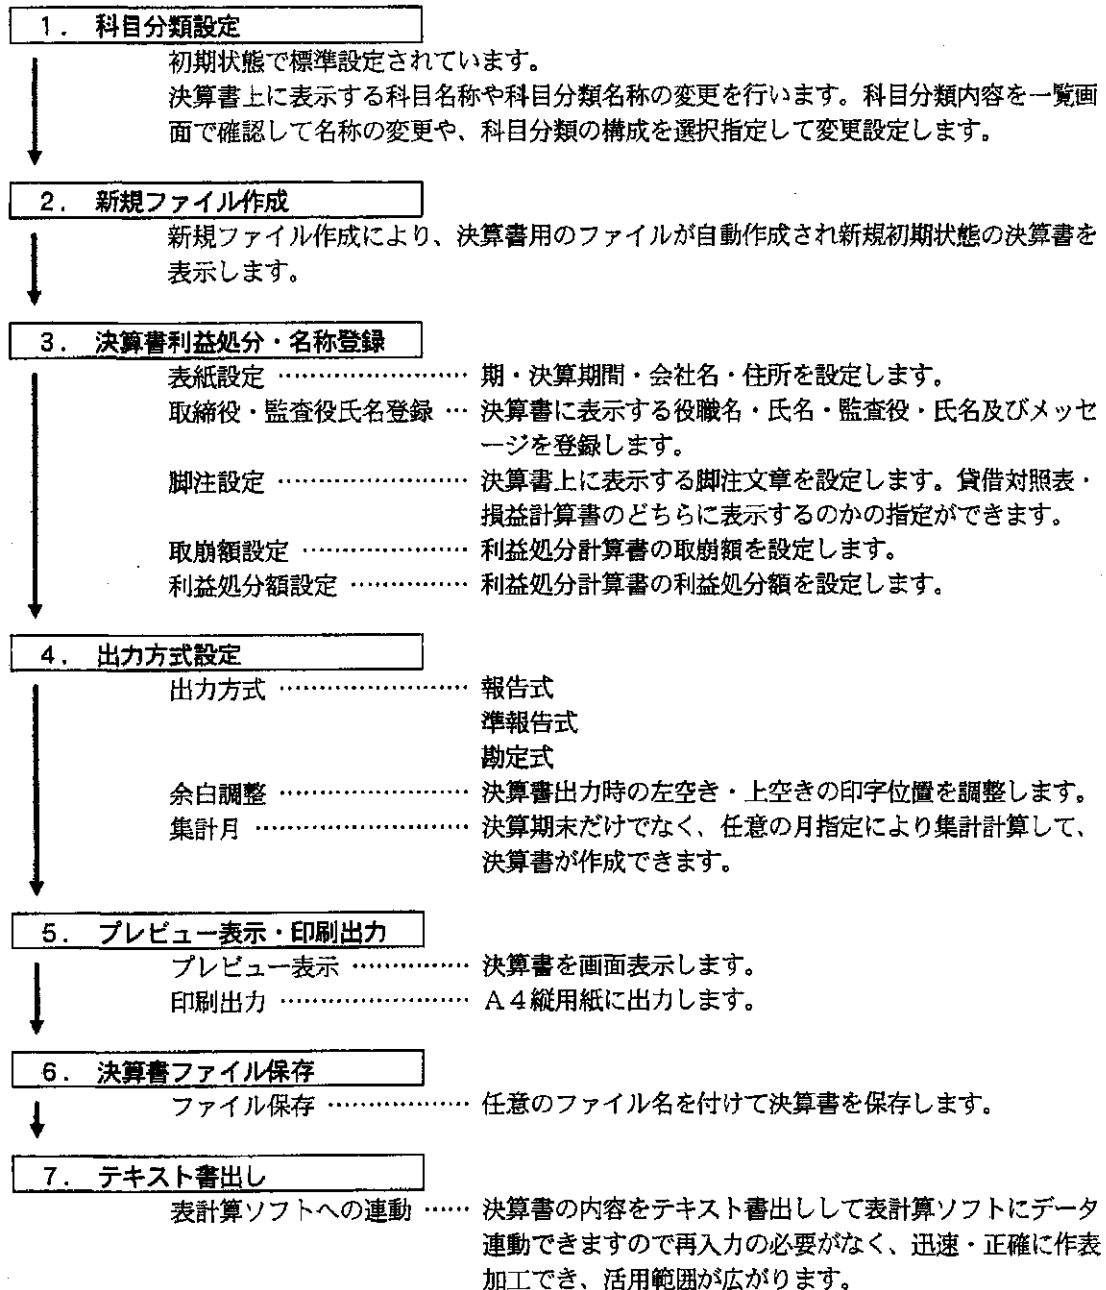 1. 科目分類設定
初期状態で標準設定されています。
決算書上に表示する科目名称や科目分類名称の変更を行います。科目分類内容を一覧画
面で確認して名称の変更や、科目分類の構成を選択指定して変更設定します。
2. 新規ファイル作成
新規ファイル作成により、決算書用のファイルが自動作成され新規初期状態の決算書を
表示します。
3. 決算書利益処分・名称登録
表紙設定 …………………… 期・決算期間・会社名・住所を設定します。
取締役・監査役氏名登録 … 決算書に表示する役職名・氏名・監査役・氏名及びメッセ
ージを登録します。
脚注設定 …………………… 決算書上に表示する脚注文章を設定します。貸借対照表・
損益計算書のどちらに表示するのかの指定ができます。
取崩額設定 ………………… 利益処分計算書の取崩額を設定します。
利益処分額設定 …………… 利益処分計算書の利益処分額を設定します。
4. 出力方式設定
出力方式 …………………… 報告式
準報告式
勘定式
余白調整 …………………… 決算書出力時の左空き・上空きの印字位置を調整します。
集計月 ……………………… 決算期末だけでなく、任意の月指定により集計計算して、
決算書が作成できます。
5. プレビュー表示・印刷出力
プレビュー表示 …………… 決算書を画面表示します。
印刷出力 …………………… A4縦用紙に出力します。
6. 決算書ファイル保存
ファイル保存 ……………… 任意のファイル名を付けて決算書を保存します。
7. テキスト書出し
表計算ソフトへの連動 …… 決算書の内容をテキスト書出しして表計算ソフトにデータ
連動できますので再入力の必要がなく、迅速・正確に作表
加工でき、活用範囲が広がります。